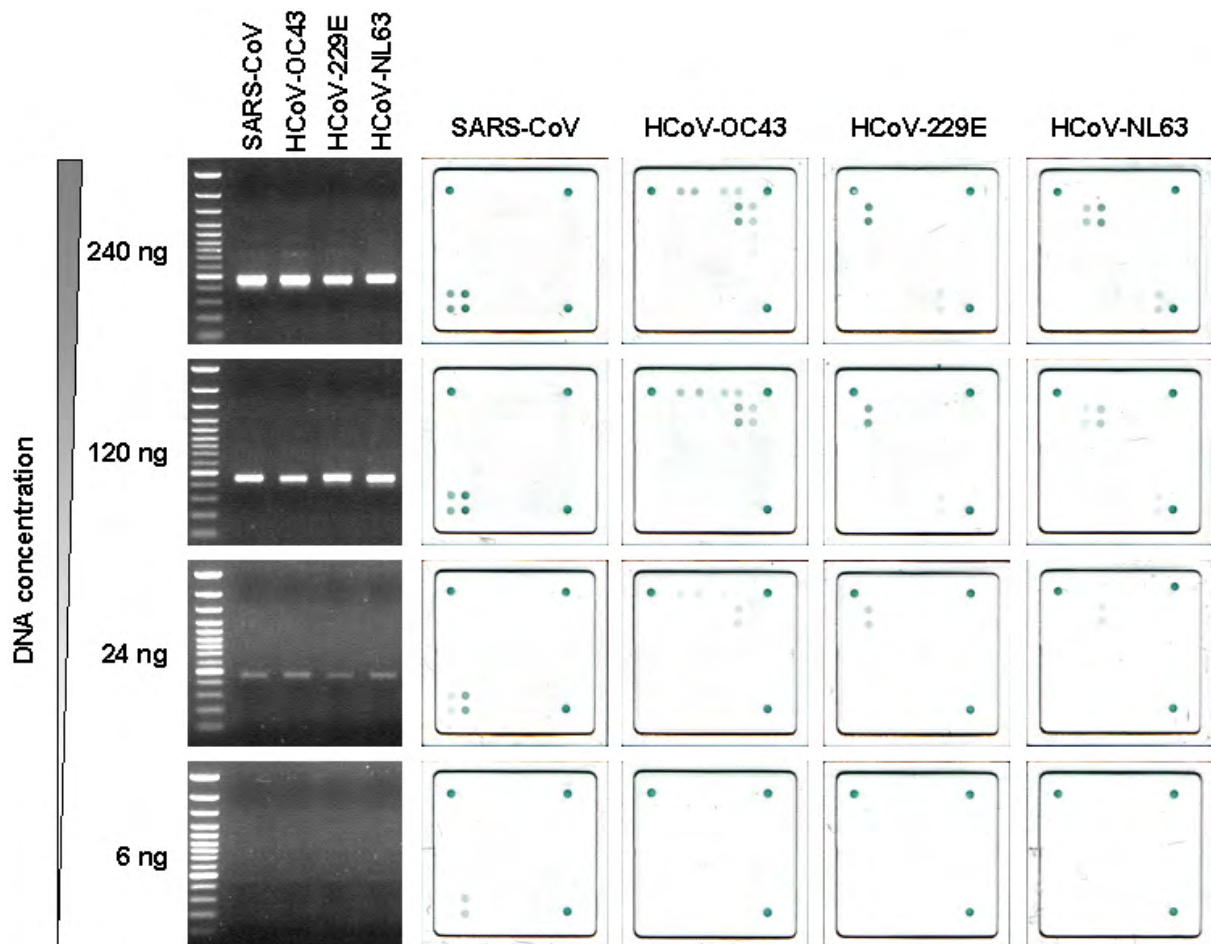 SARS-CoV
HCoV-OC43
HCoV-229E
HCoV-NL63
SARS-CoV
HCoV-OC43
HCoV-229E
HCoV-NL63
DNA concentration
240 ng
120 ng
24 ng
6 ng